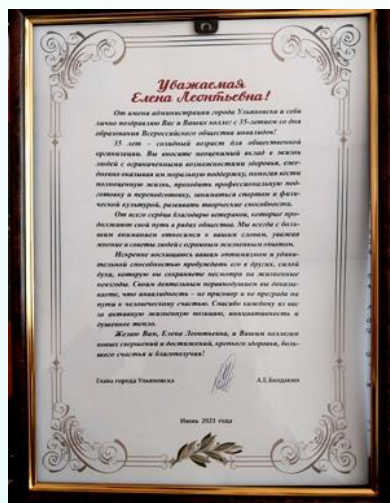 Уважаемая
Елена Леонтьевна!
От имени администрации города Ульяновска и себя
лично поздравляю Вас и Ваших коллег с 35-летием со дня
образования Всероссийского общества инвалидов!
35 лет – солидный возраст для общественной
организации. Вы вносите неоценимый вклад в жизнь
людей с ограниченными возможностями здоровья, еже-
дневно оказывая им моральную поддержку, помогая вести
полноценную жизнь, проходить профессиональную под-
готовку и переподготовку, заниматься спортом и физи-
ческой культурой, развивать творческие способности.
От всего сердца благодарю ветеранов, которые про-
должают свой путь в рядах общества. Мы всегда с боль-
шим вниманием относимся к вашим словам, уважая
мнение и советы людей с огромным жизненным опытом.
Искренне восхищаюсь вашим оптимизмом и удиви-
тельной способностью пробуждать его в других, силой
духа, которую вы сохраняете несмотря на жизненные
невзгоды. Своим деятельным неравнодушием вы доказы-
ваете, что инвалидность – не приговор и не преграда на
пути к человеческому счастью. Спасибо каждому из вас
за активную жизненную позицию, инициативность и
душевное тепло.
Желаю Вам, Елена Леонтьевна, и Вашим коллегам
новых свершений и достижений, крепкого здоровья, боль-
шого счастья и благополучия!
Глава города Ульяновска А.Е.Болдакин
Июнь 2023 года